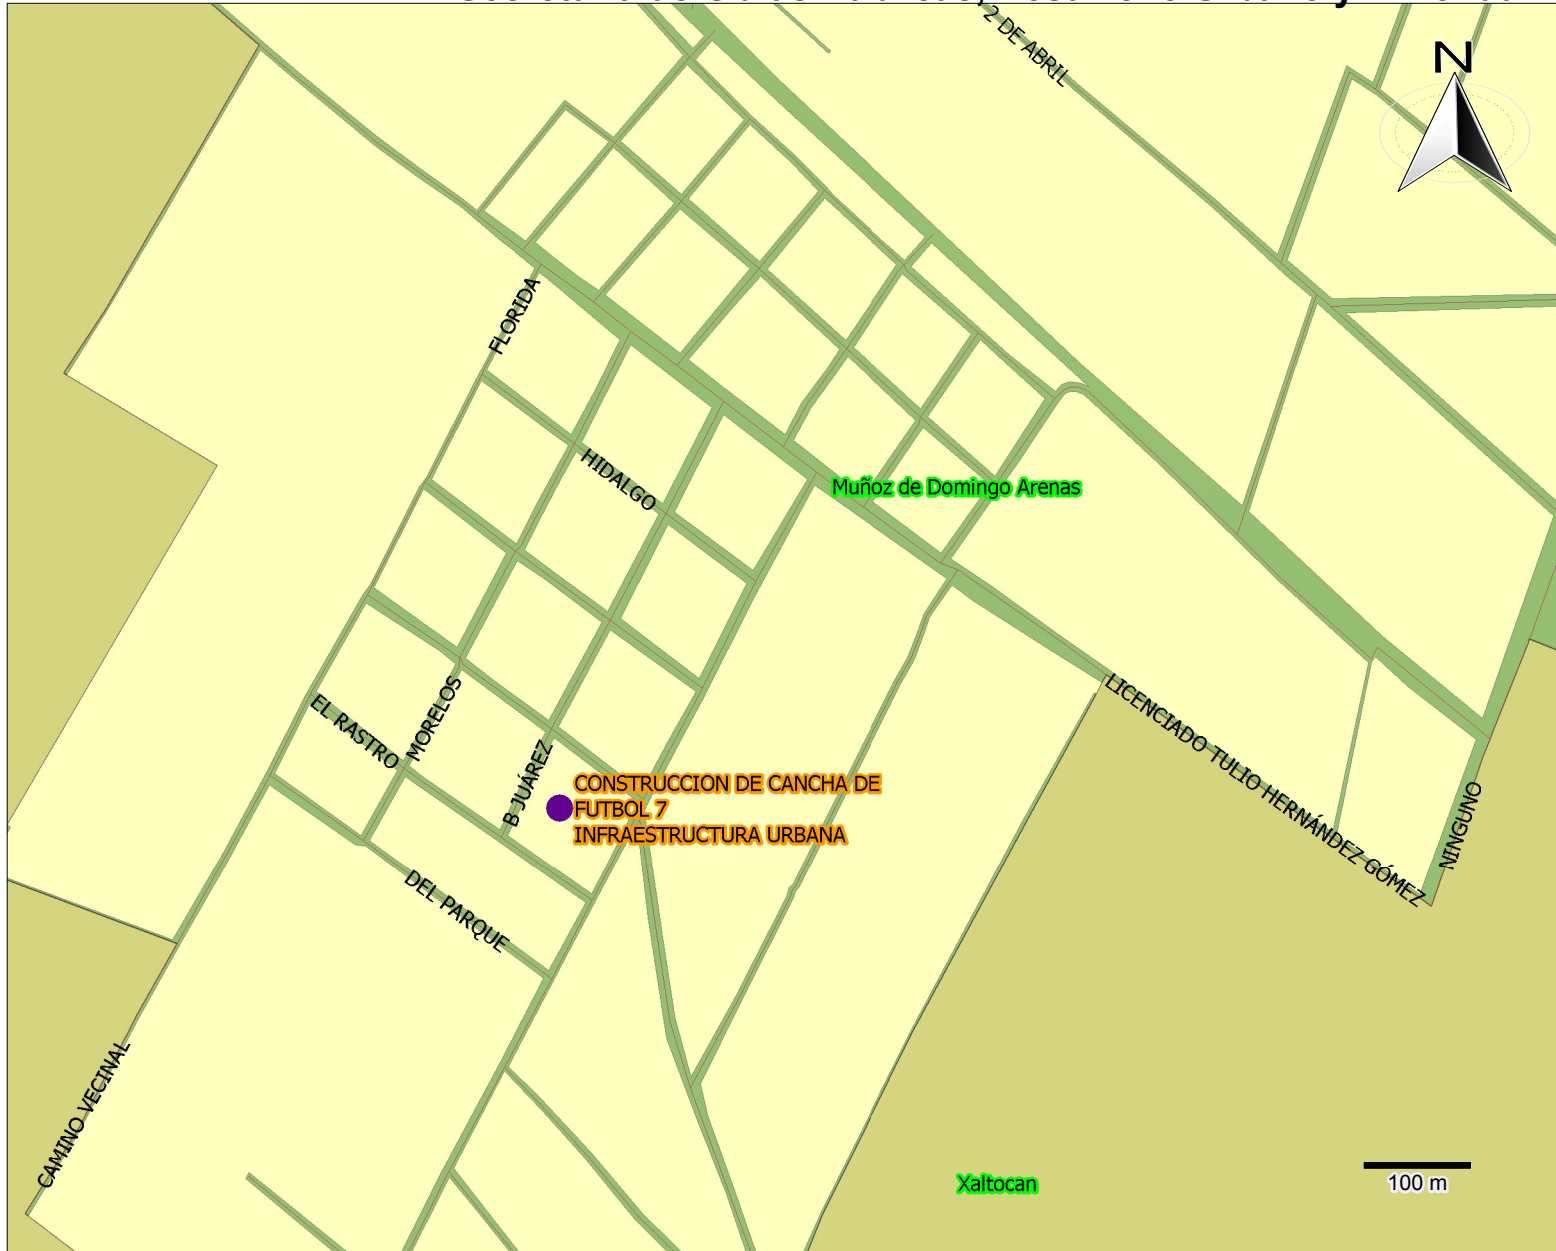 2 DE ABRIL
N
FLORIDA
HIDALGO
Muñoz de Domingo Arenas
MORELOS
EL RASTRO
B JUÁREZ
CONSTRUCCION DE CANCHA DE
FUTBOL 7
INFRAESTRUCTURA URBANA
LICENCIADO TULIO HERNÁNDEZ GÓMEZ
NINGUNO
DEL PARQUE
CAMINO VECINAL
Xaltocan
100 m